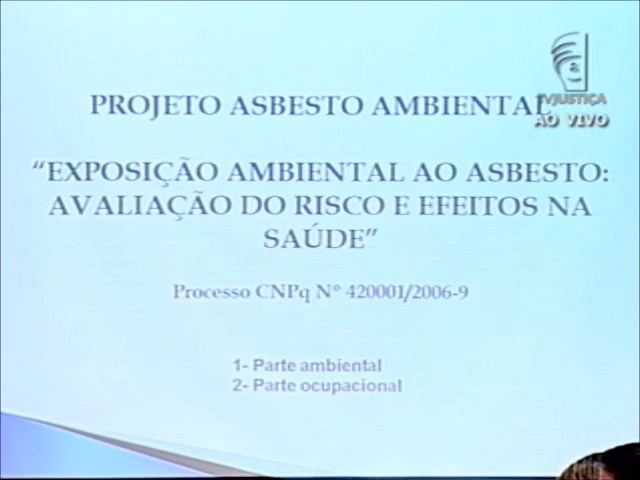 TVJUSTIÇA
AO VIVO
PROJETO ASBESTO AMBIENTAL
“EXPOSIÇÃO AMBIENTAL AO ASBESTO:
AVALIAÇÃO DO RISCO E EFEITOS NA
SAÚDE”
Processo CNPq Nº 420001/2006-9
1- Parte ambiental
2- Parte ocupacional